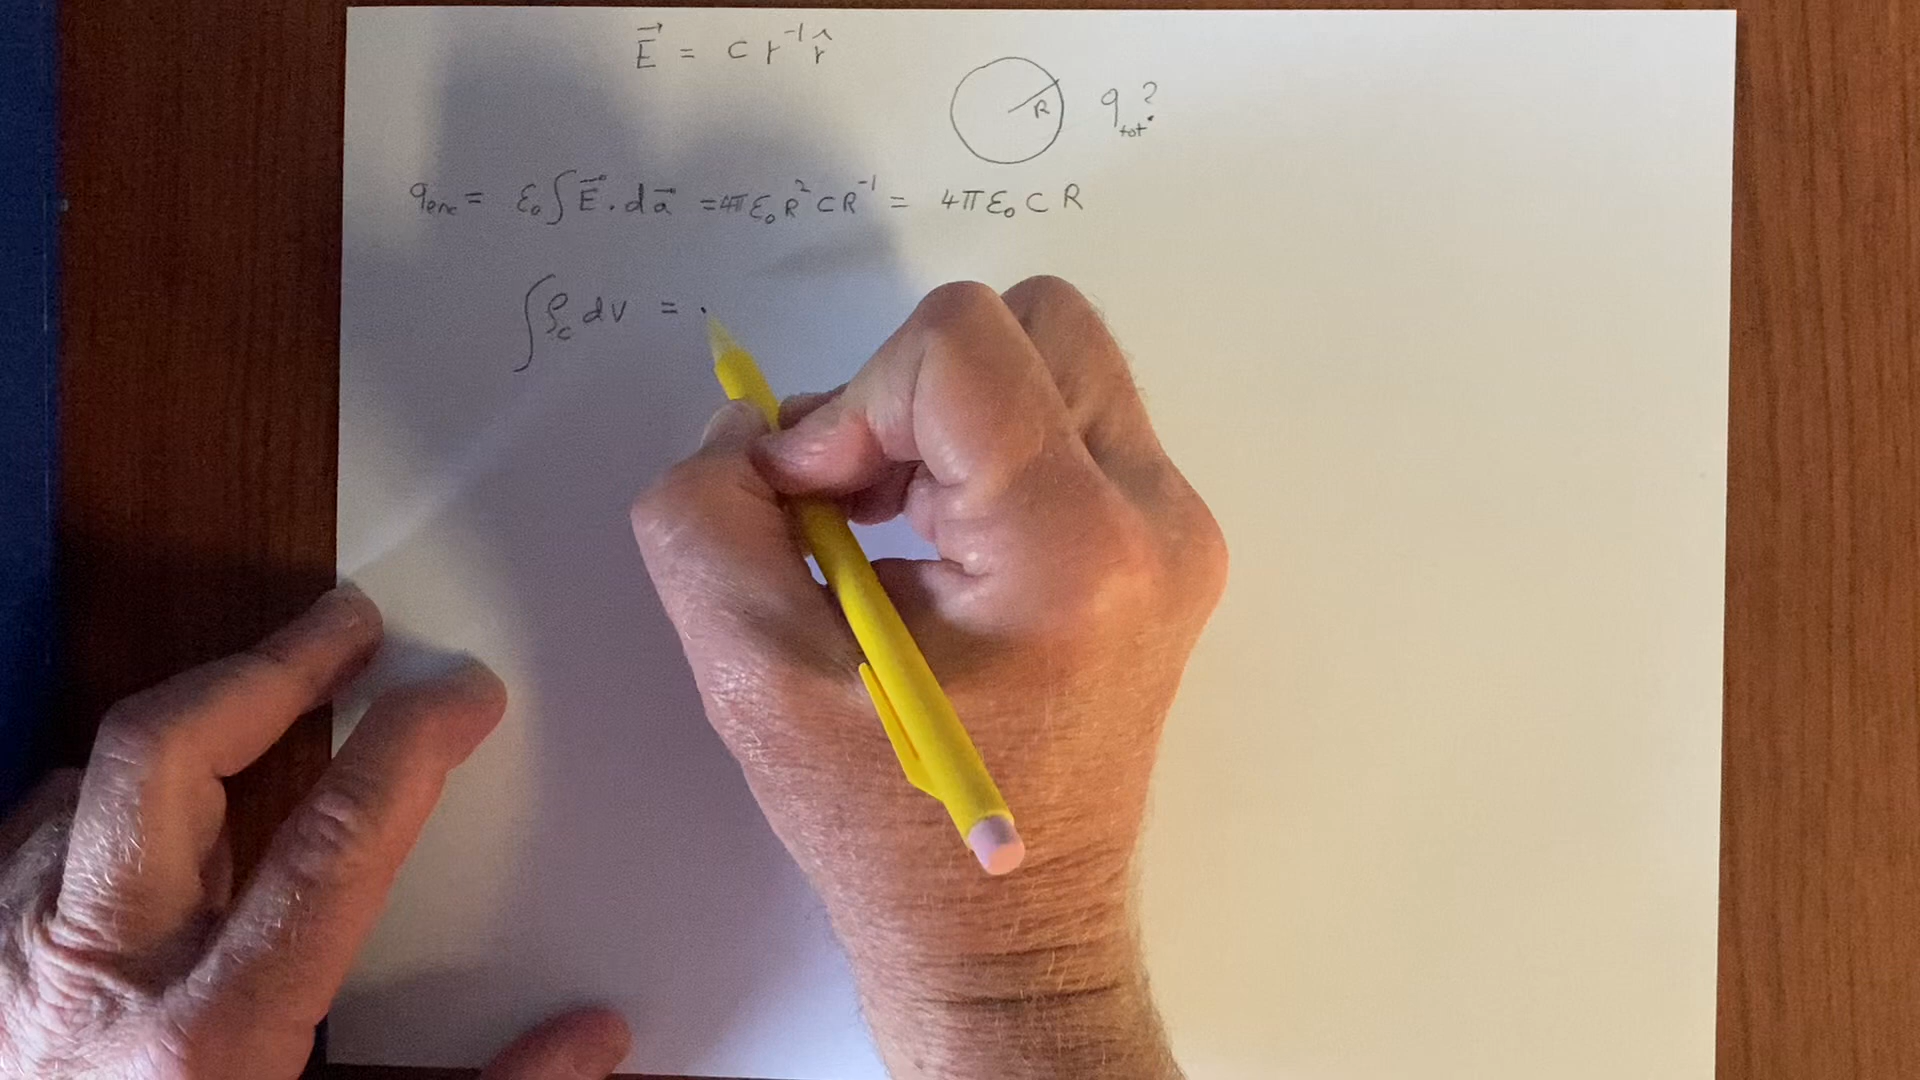 E⃗ = c r⁻¹ r̂
R q_tot?
q_enc = ε₀ ∫ E⃗ · da⃗ = 4π ε₀ R² C R⁻¹ = 4π ε₀ C R
∫ ρ_c dv =